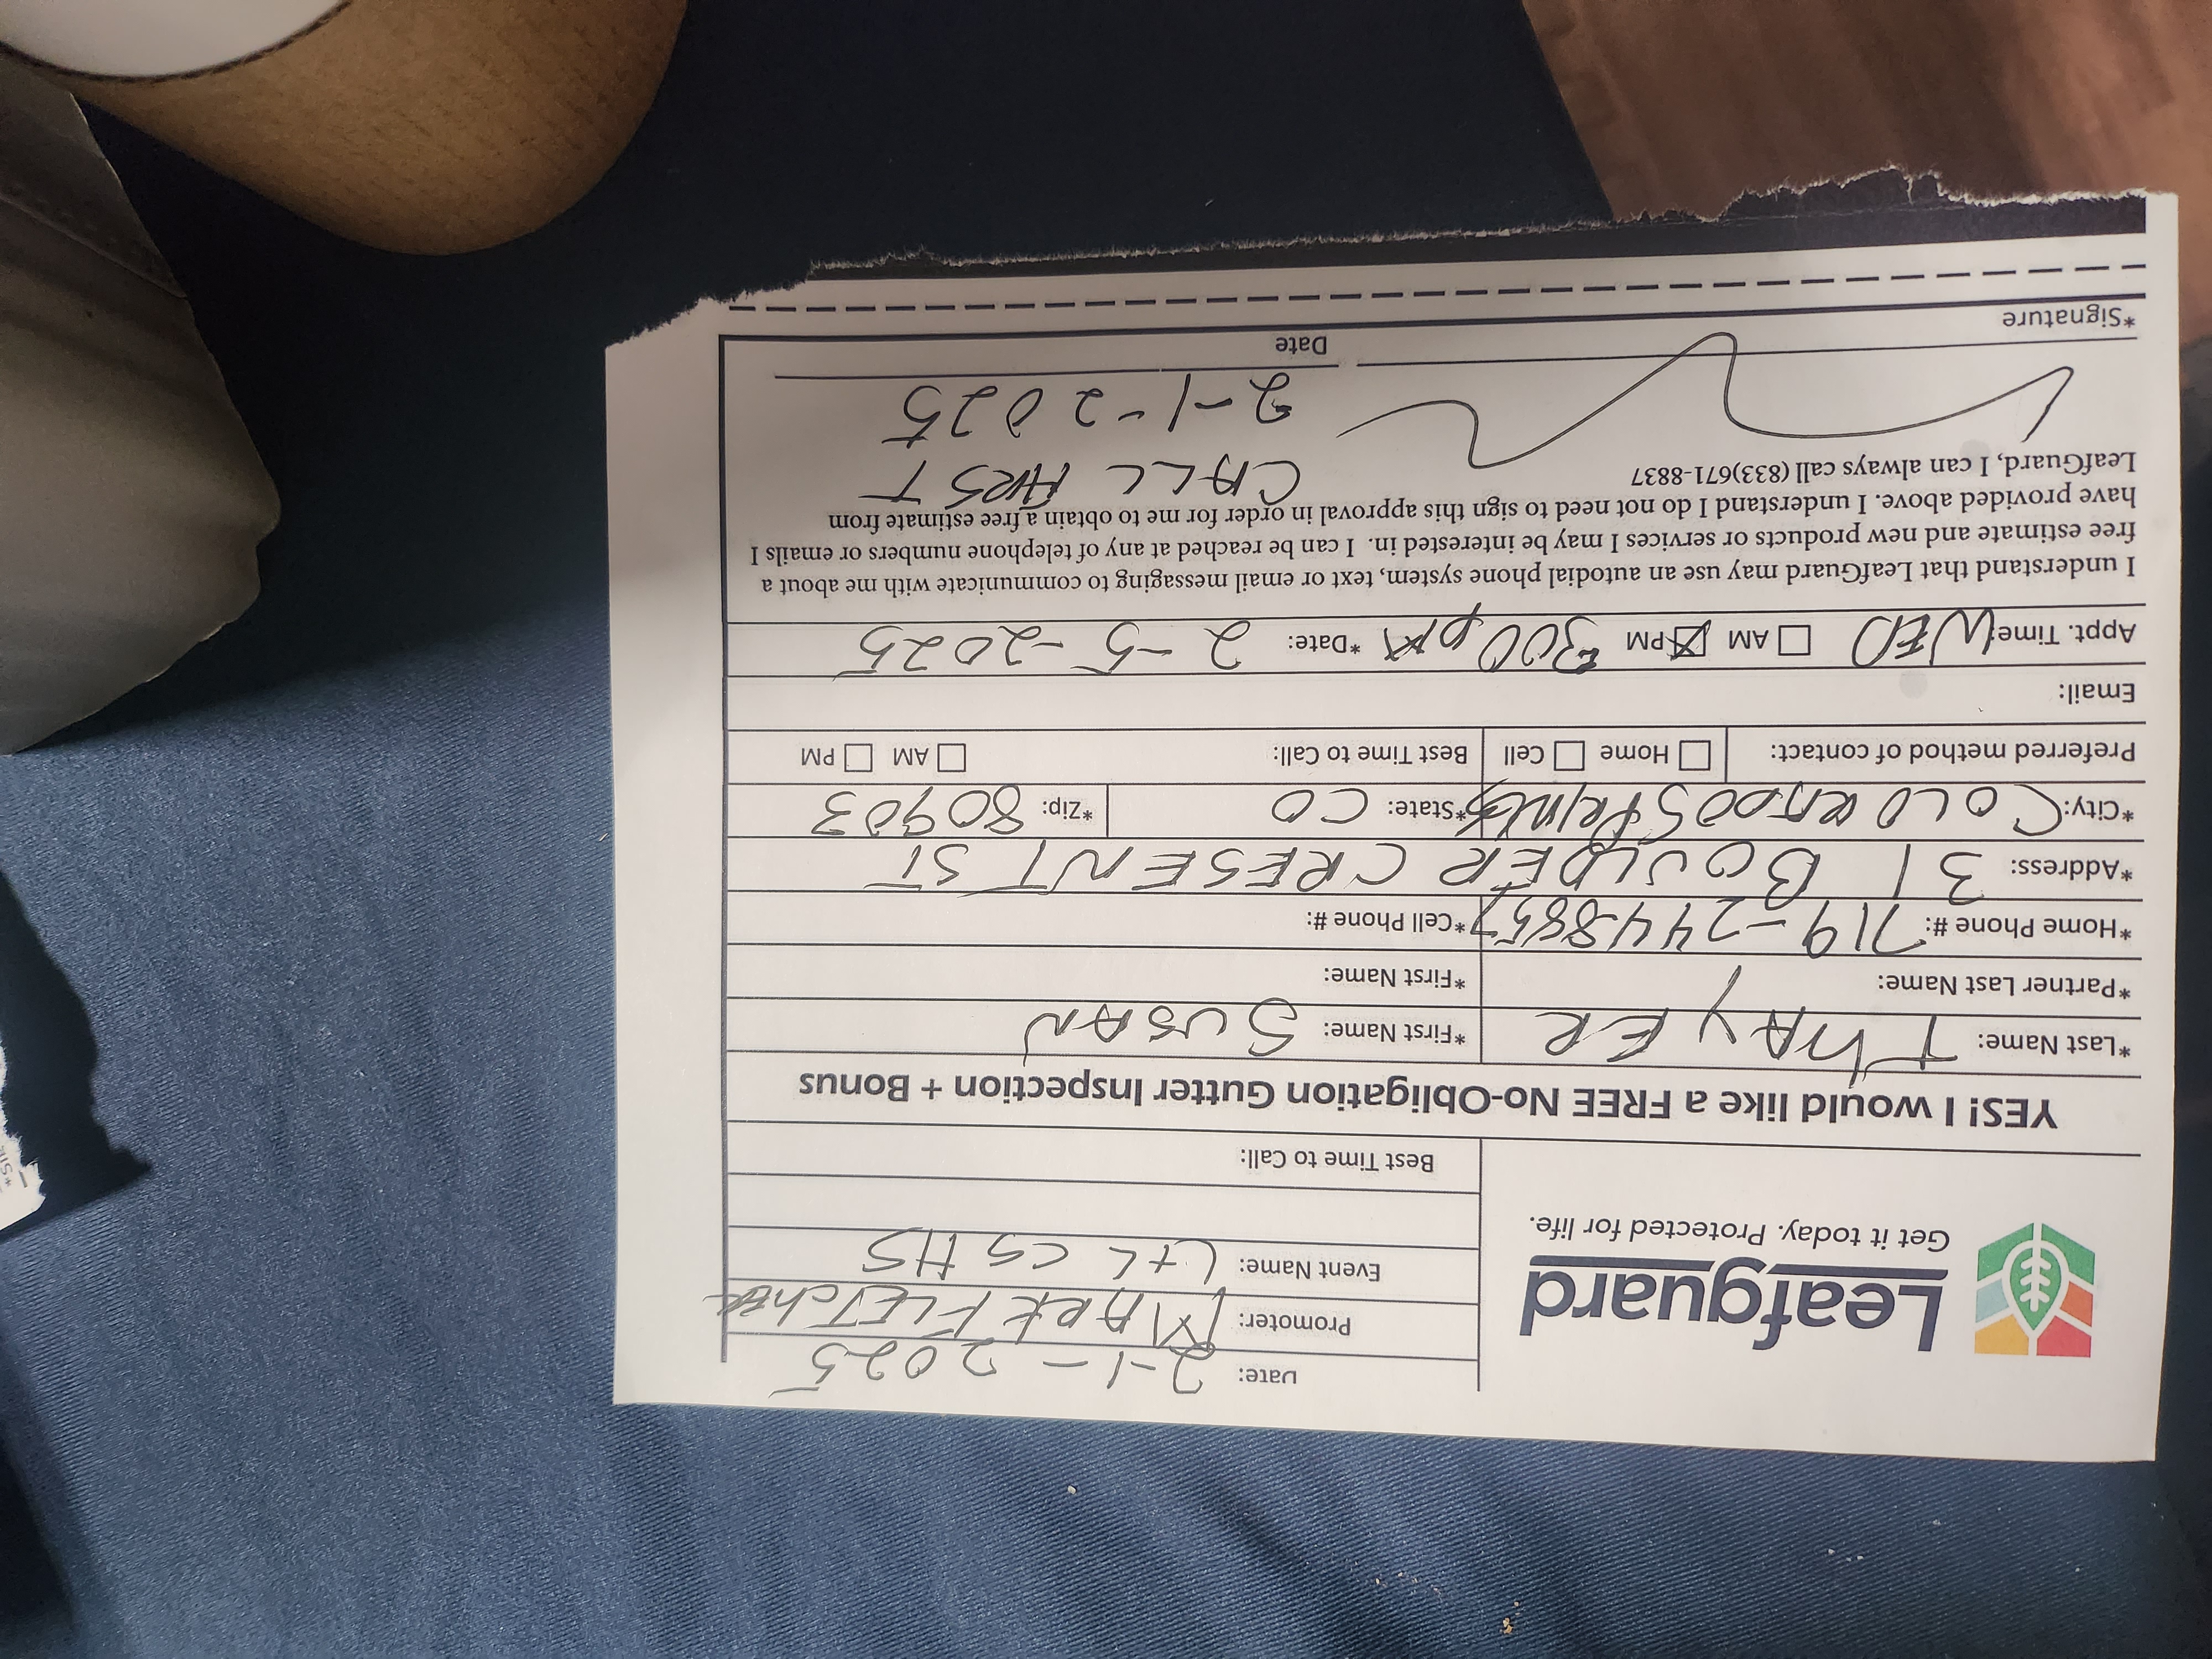 Leafguard
Get it today. Protected for life.
Date: 2-1-2025
Promoter: MARK FLETCHER
Event Name: L+L CS HS
Best Time to Call:
YES! I would like a FREE No-Obligation Gutter Inspection + Bonus
*Last Name: THAYER *First Name: SUSAN
*Partner Last Name: *First Name:
*Home Phone #: 719-244-8857 *Cell Phone #:
*Address: 31 BOULDER CRESENT ST
*City: COLORADO SPRINGS *State: CO *Zip: 80903
Preferred method of contact: Home Cell Best Time to Call: AM PM
Email:
Appt. Time: WED AM PM 300 pm *Date: 2-5-2025
I understand that LeafGuard may use an autodial phone system, text or email messaging to communicate with me about a
free estimate and new products or services I may be interested in. I can be reached at any of telephone numbers or emails I
have provided above. I understand I do not need to sign this approval in order for me to obtain a free estimate from
LeafGuard, I can always call (833)671-8837
CALL
2-1-2025
*Signature Date